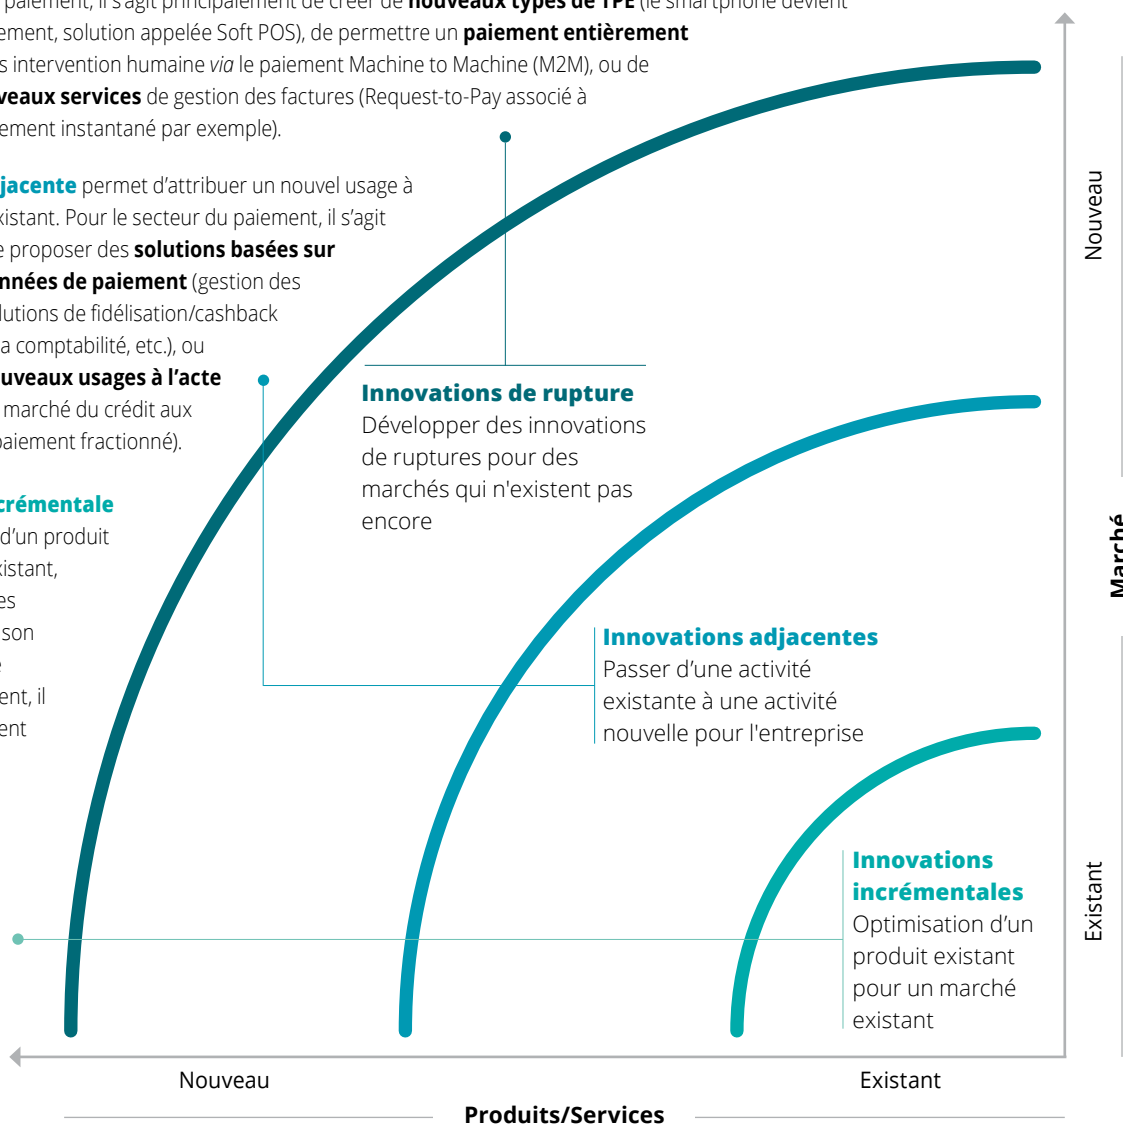 paiement, il s'agit principalement de créer de nouveaux types de TPE (le smartphone devient
ement, solution appelée Soft POS), de permettre un paiement entièrement
s intervention humaine via le paiement Machine to Machine (M2M), ou de
veaux services de gestion des factures (Request-to-Pay associé à
ement instantané par exemple).
jacente permet d'attribuer un nouvel usage à
xistant. Pour le secteur du paiement, il s'agit
e proposer des solutions basées sur
nnées de paiement (gestion des
lutions de fidélisation/cashback
a comptabilité, etc.), ou
uveaux usages à l'acte
marché du crédit aux
paiement fractionné).
crémentale
d'un produit
xistant,
es
son
e
ent, il
ent
Innovations de rupture
Développer des innovations
de ruptures pour des
marchés qui n'existent pas
encore
Innovations adjacentes
Passer d'une activité
existante à une activité
nouvelle pour l'entreprise
Innovations
incrémentales
Optimisation d'un
produit existant
pour un marché
existant
Nouveau
Marché
Existant
Nouveau
Existant
Produits/Services